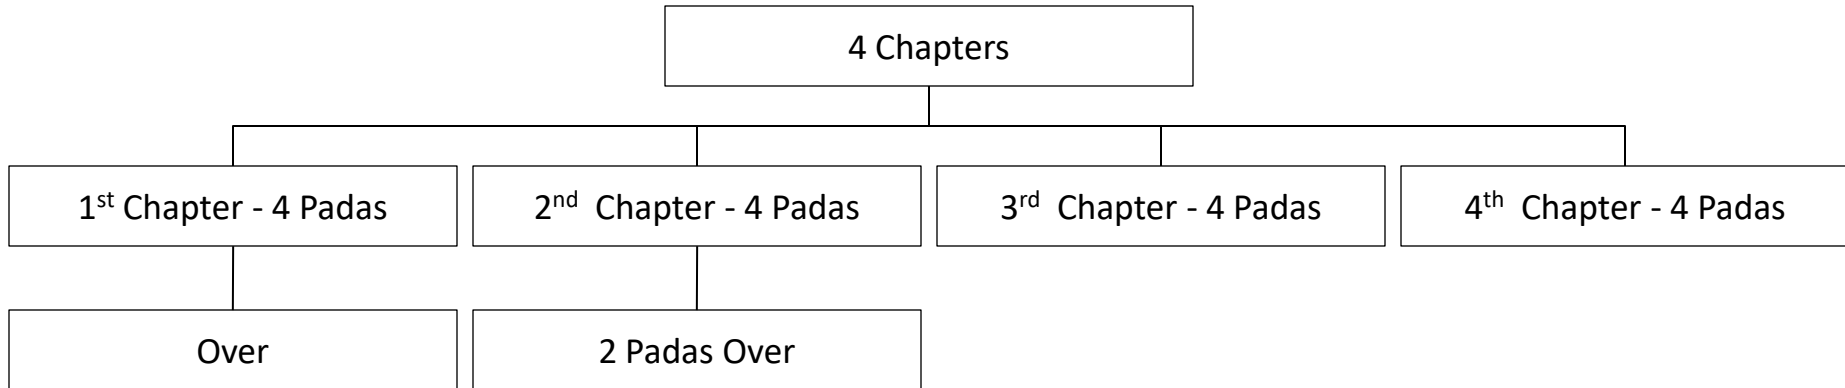 4 Chapters
1st Chapter - 4 Padas
2nd Chapter - 4 Padas
3rd Chapter - 4 Padas
4th Chapter - 4 Padas
Over
2 Padas Over